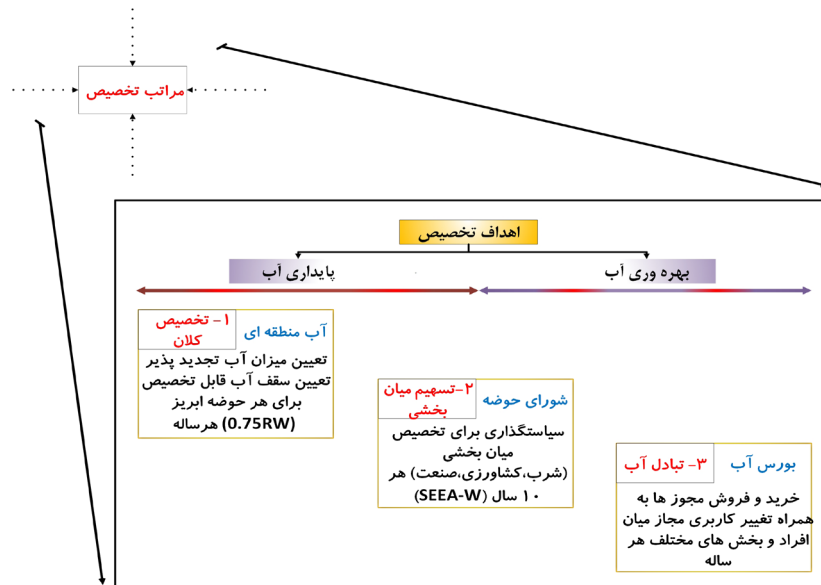 مراتب تخصیص
اهداف تخصیص
بهره وری آب
پایداری آب
آب منطقه ای
۱- تخصیص
کلان
تعیین میزان آب تجدید پذیر
تعیین سقف آب قابل تخصیص
برای هر حوضه ابریز
(0.75RW) هرساله
شورای حوضه
۲-تسهیم میان
بخشی
سیاستگذاری برای تخصیص
میان بخشی
(شرب،کشاورزی،صنعت) هر
۱۰ سال (SEEA-W)
بورس آب
۳- تبادل آب
خرید و فروش مجوز ها به
همراه تغییر کاربری مجاز میان
افراد و بخش های مختلف هر
ساله